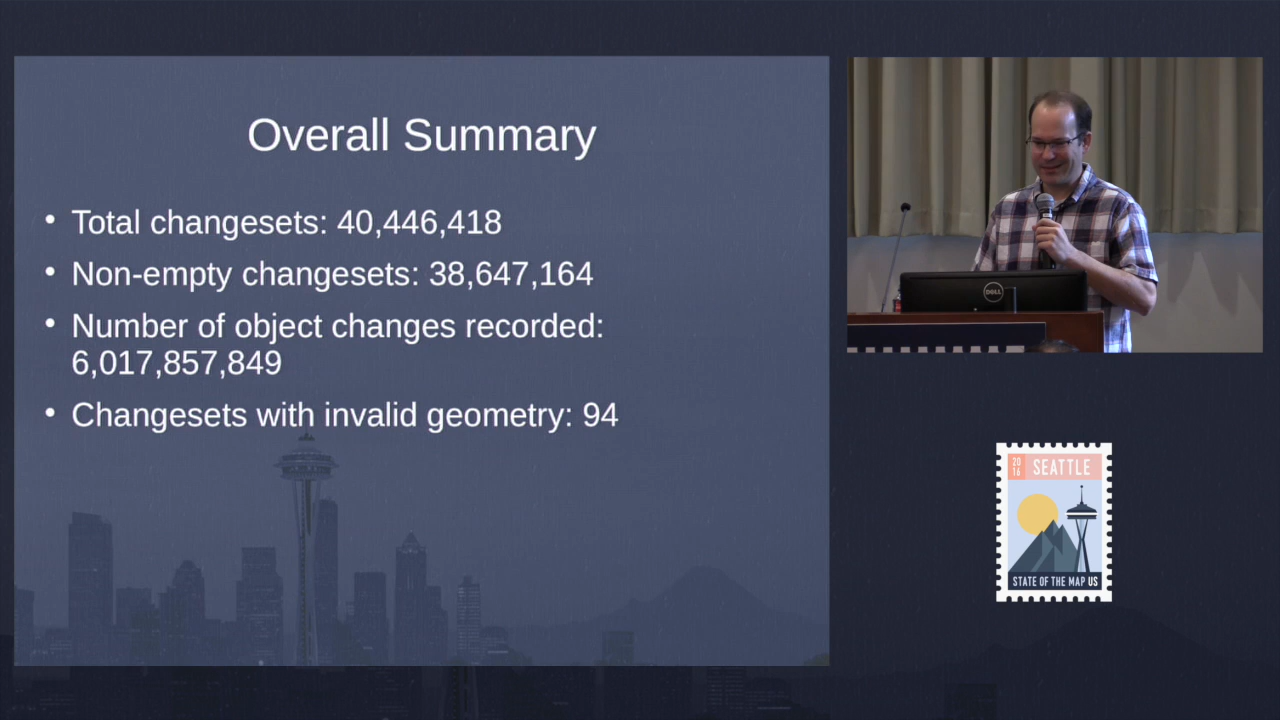 Overall Summary
• Total changesets: 40,446,418
• Non-empty changesets: 38,647,164
• Number of object changes recorded:
6,017,857,849
• Changesets with invalid geometry: 94
DELL
20
16
SEATTLE
STATE OF THE MAP US